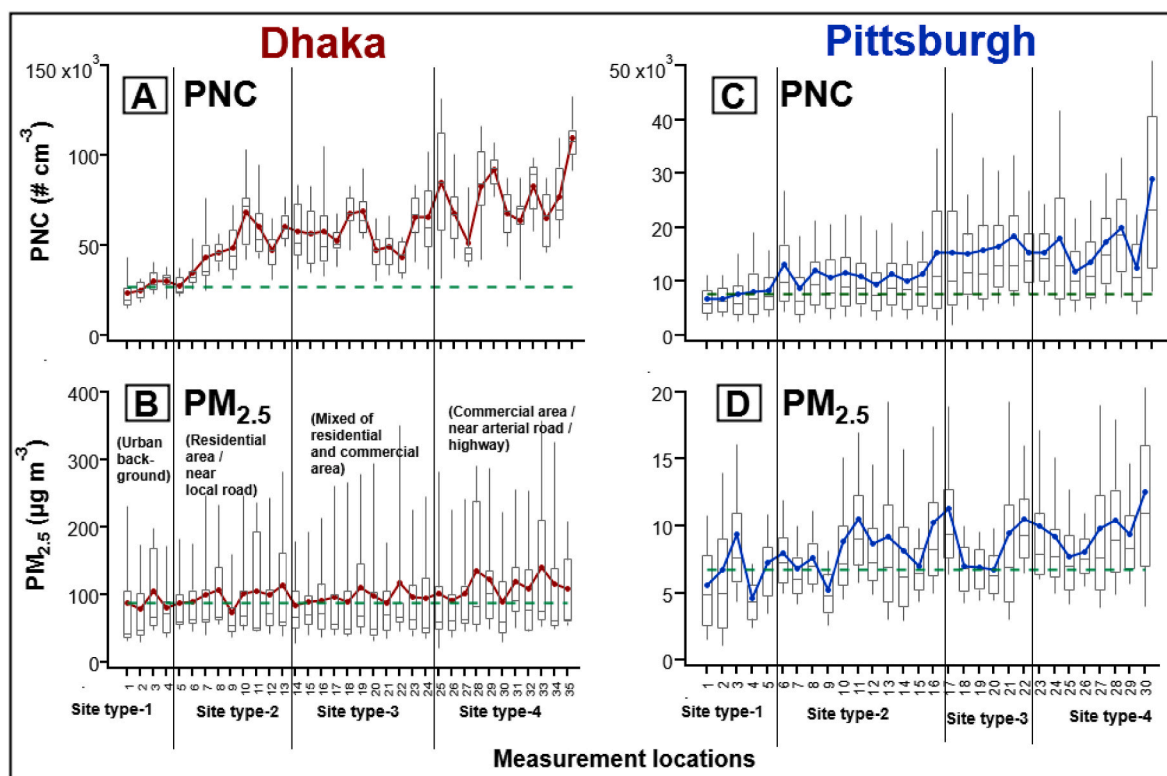 Dhaka
Pittsburgh
150 x10³
100
50
0
A PNC
PNC (# cm⁻³)
50 x10³
40
30
20
10
0
C PNC
400
300
200
100
0
B PM₂.₅
PM₂.₅ (µg m⁻³)
(Urban
back-
ground)
(Residential
area /
near
local road)
(Mixed of
residential
and commercial
area)
(Commercial area /
near arterial road /
highway)
20
15
10
5
0
D PM₂.₅
1 2 3 4 5 6 7 8 9 10 11 12 13 14 15 16 17 18 19 20 21 22 23 24 25 26 27 28 29 30 31 32 33 34 35
Site type-1 Site type-2 Site type-3 Site type-4
1 2 3 4 5 6 7 8 9 10 11 12 13 14 15 16 17 18 19 20 21 22 23 24 25 26 27 28 29 30
Site type-1 Site type-2 Site type-3 Site type-4
Measurement locations